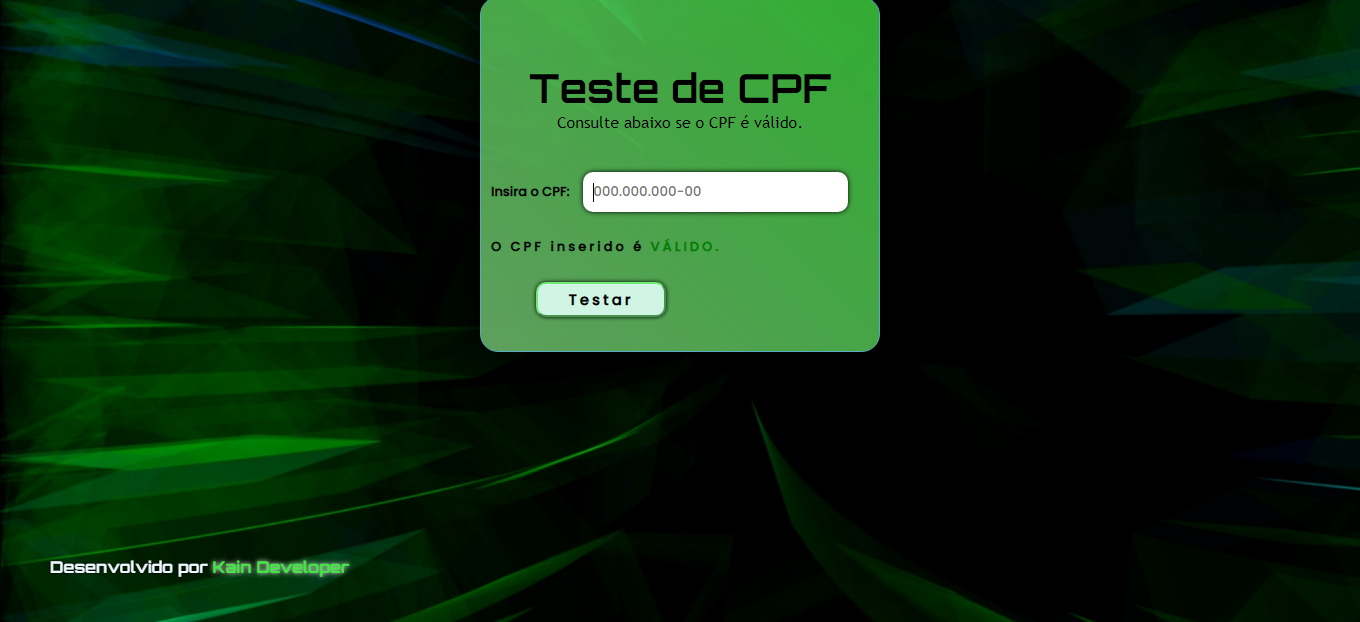 Teste de CPF
Consulte abaixo se o CPF é válido.
Insira o CPF: 000.000.000-00
O CPF inserido é VÁLIDO.
Testar
Desenvolvido por Kain Developer